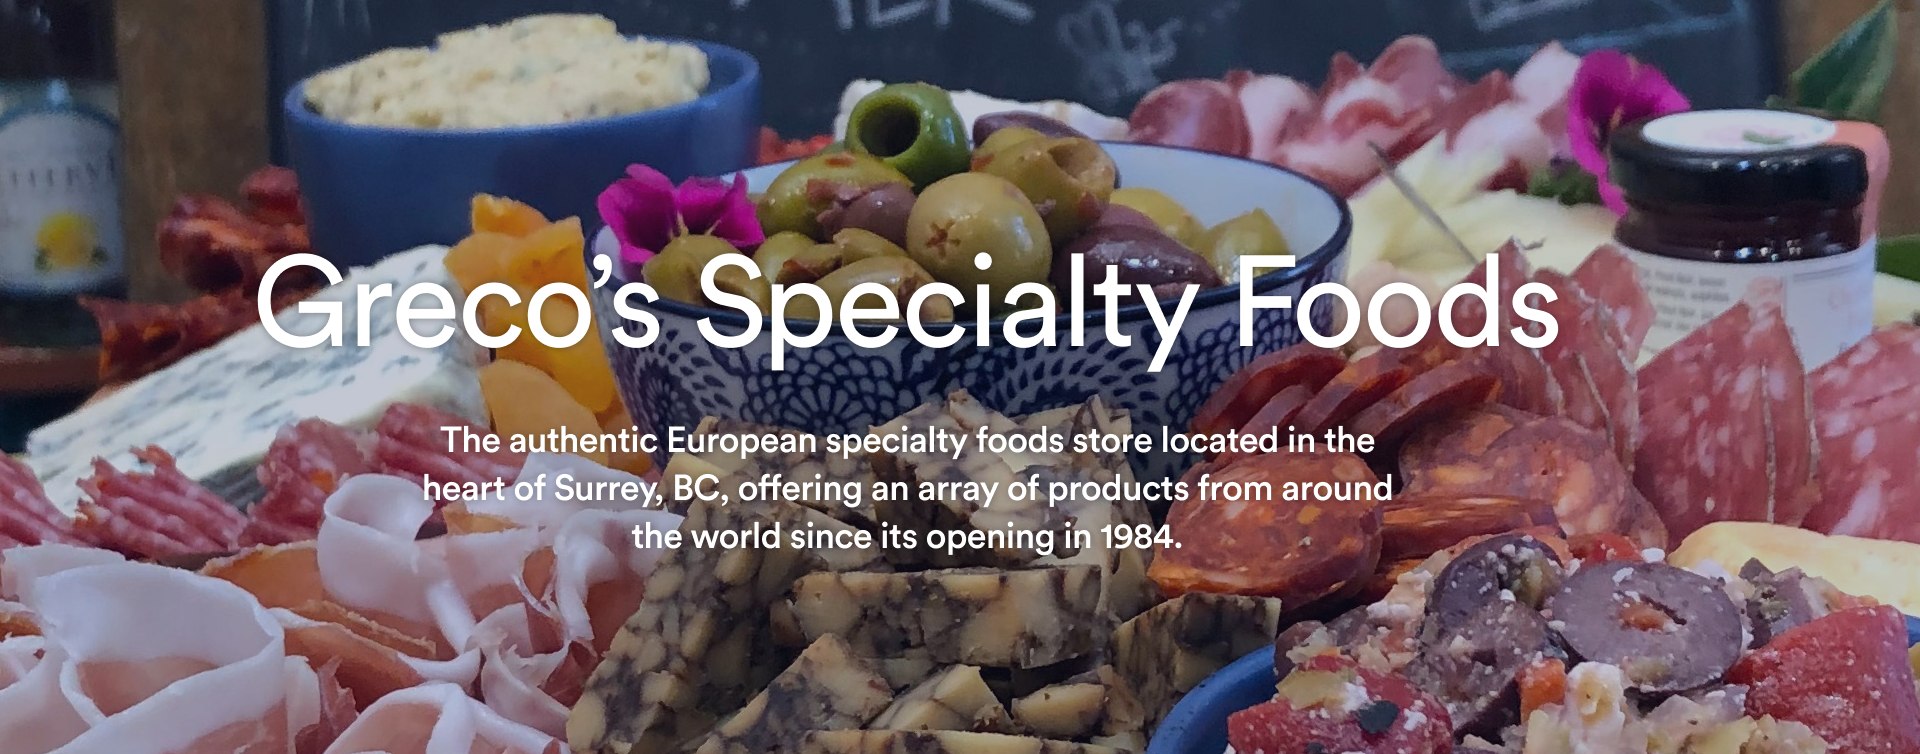 Greco’s Specialty Foods
The authentic European specialty foods store located in the
heart of Surrey, BC, offering an array of products from around
the world since its opening in 1984.